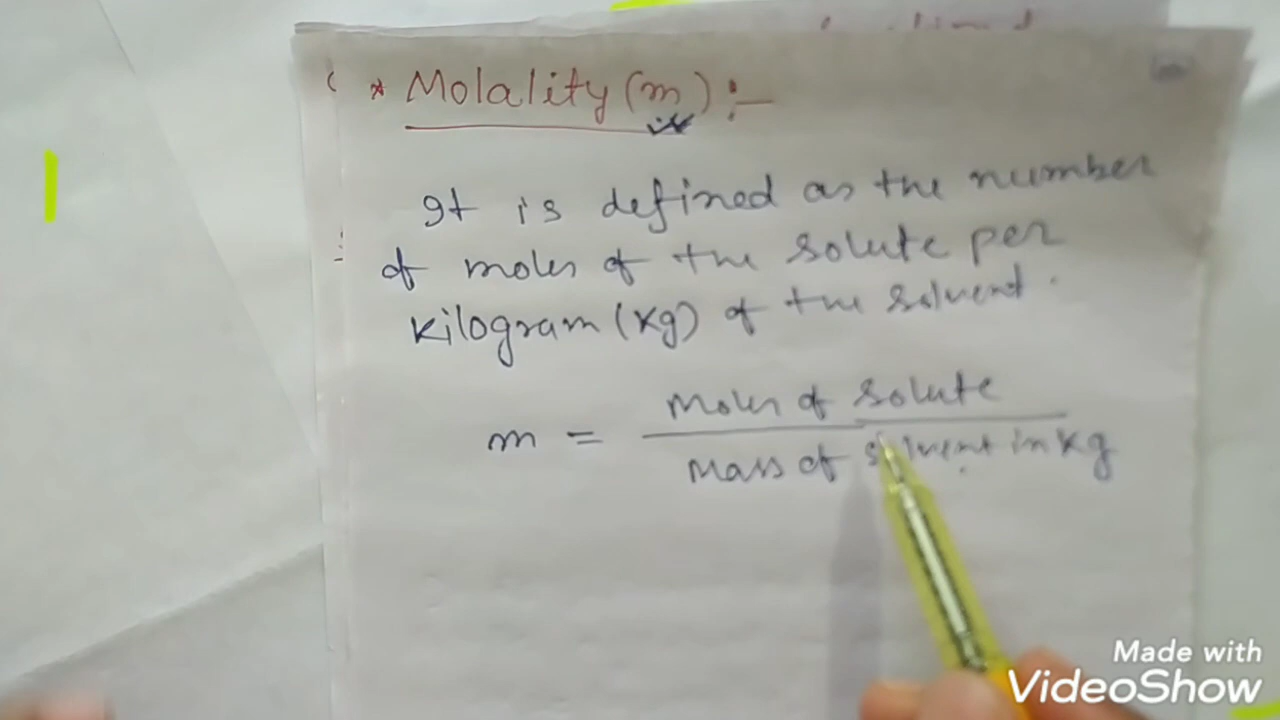 * Molality (m) :-
It is defined as the number
of moles of the solute per
kilogram (kg) of the solvent.
m = Moles of solute
Mass of solvent in kg
Made with
VideoShow